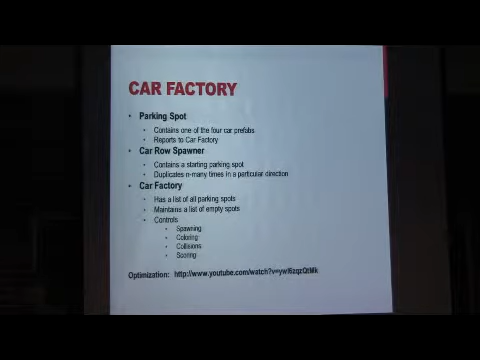 CAR FACTORY
• Parking Spot
• Contains one of the four car prefabs
• Reports to Car Factory
• Car Row Spawner
• Contains a starting parking spot
• Duplicates n-many times in a particular direction
• Car Factory
• Has a list of all parking spots
• Maintains a list of empty spots
• Controls
• Spawning
• Coloring
• Collisions
• Scoring
Optimization: